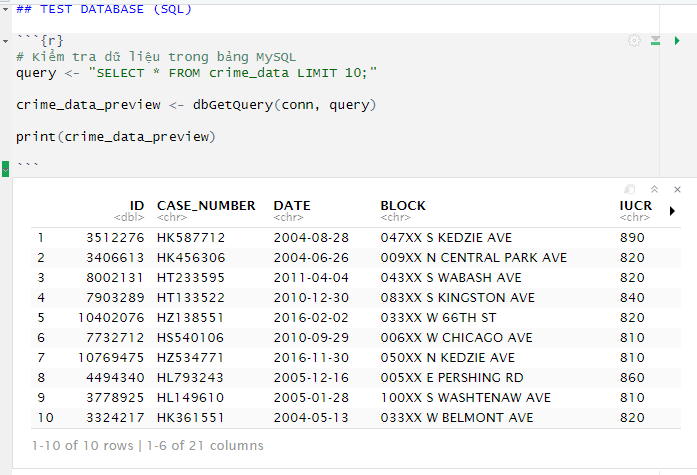 ## TEST DATABASE (SQL)
```{r}
# Kiểm tra dữ liệu trong bảng MySQL
query <- "SELECT * FROM crime_data LIMIT 10;"
crime_data_preview <- dbGetQuery(conn, query)
print(crime_data_preview)
```
ID CASE_NUMBER DATE BLOCK IUCR
<dbl> <chr> <chr> <chr> <chr>
1 3512276 HK587712 2004-08-28 047XX S KEDZIE AVE 890
2 3406613 HK456306 2004-06-26 009XX N CENTRAL PARK AVE 820
3 8002131 HT233595 2011-04-04 043XX S WABASH AVE 820
4 7903289 HT133522 2010-12-30 083XX S KINGSTON AVE 840
5 10402076 HZ138551 2016-02-02 033XX W 66TH ST 820
6 7732712 HS540106 2010-09-29 006XX W CHICAGO AVE 810
7 10769475 HZ534771 2016-11-30 050XX N KEDZIE AVE 810
8 4494340 HL793243 2005-12-16 005XX E PERSHING RD 860
9 3778925 HL149610 2005-01-28 100XX S WASHTENAW AVE 810
10 3324217 HK361551 2004-05-13 033XX W BELMONT AVE 820
1-10 of 10 rows | 1-6 of 21 columns